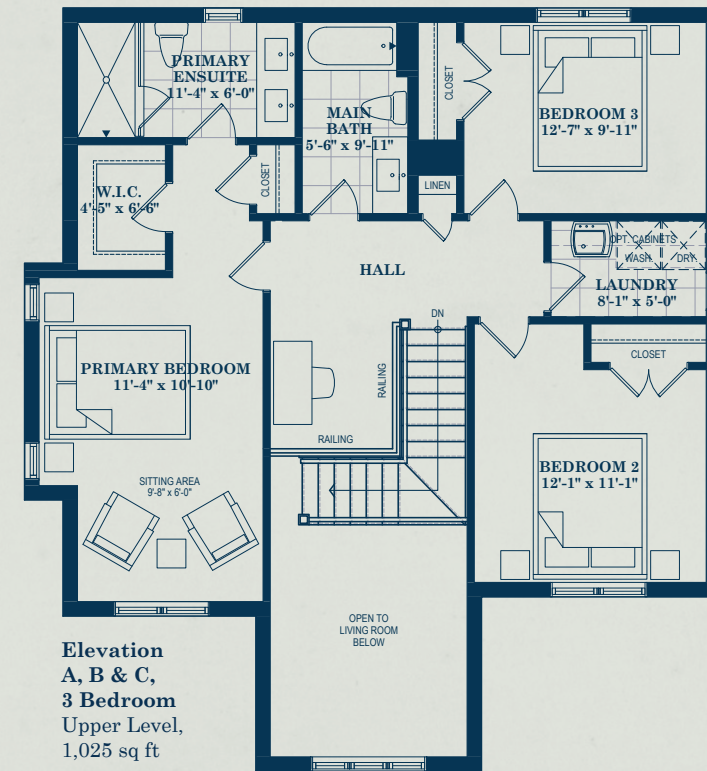 PRIMARY
ENSUITE
11'-4" x 6'-0"
MAIN
BATH
5'-6" x 9'-11"
CLOSET
BEDROOM 3
12'-7" x 9'-11"
W.I.C.
4'-5" x 6'-6"
CLOSET
LINEN
HALL
OPT. CABINETS
WASH.
DRY.
LAUNDRY
8'-1" x 5'-0"
DN
CLOSET
PRIMARY BEDROOM
11'-4" x 10'-10"
RAILING
RAILING
SITTING AREA
9'-8" x 6'-0"
BEDROOM 2
12'-1" x 11'-1"
OPEN TO
LIVING ROOM
BELOW
Elevation
A, B & C,
3 Bedroom
Upper Level,
1,025 sq ft